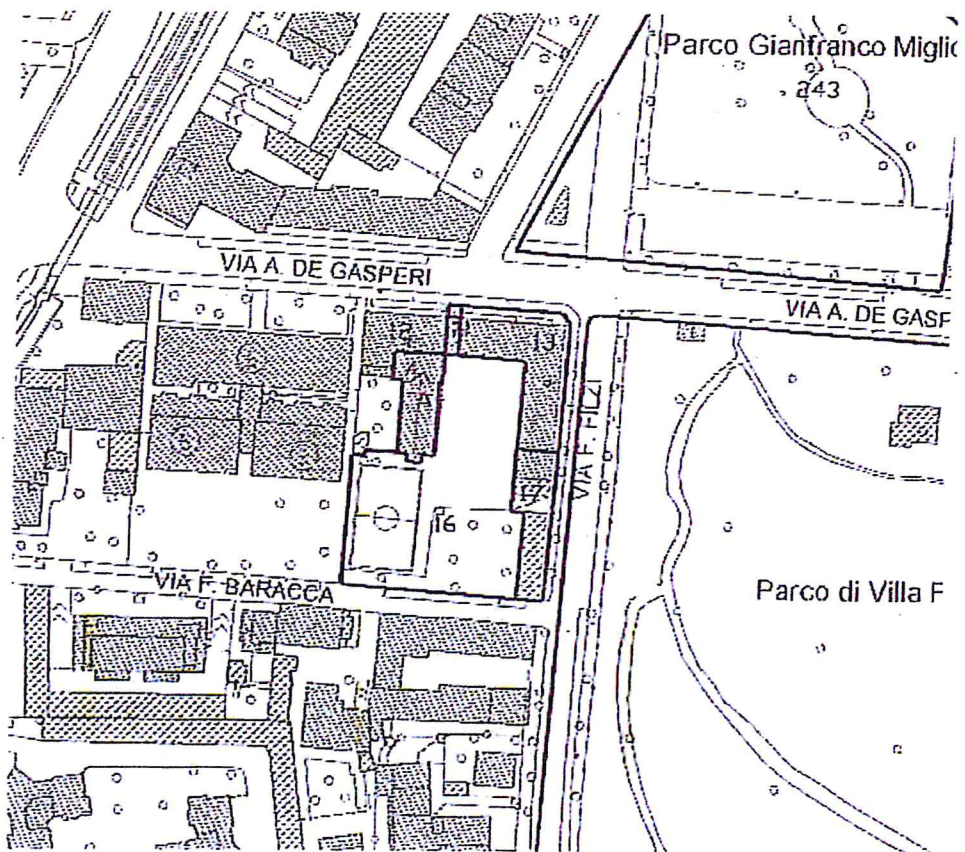 Parco Gianfranco Miglio
243
VIA A. DE GASPERI
VIA A. DE GASP
12
13
VIA F. FILZI
17
16
VIA F. BARACCA
Parco di Villa F